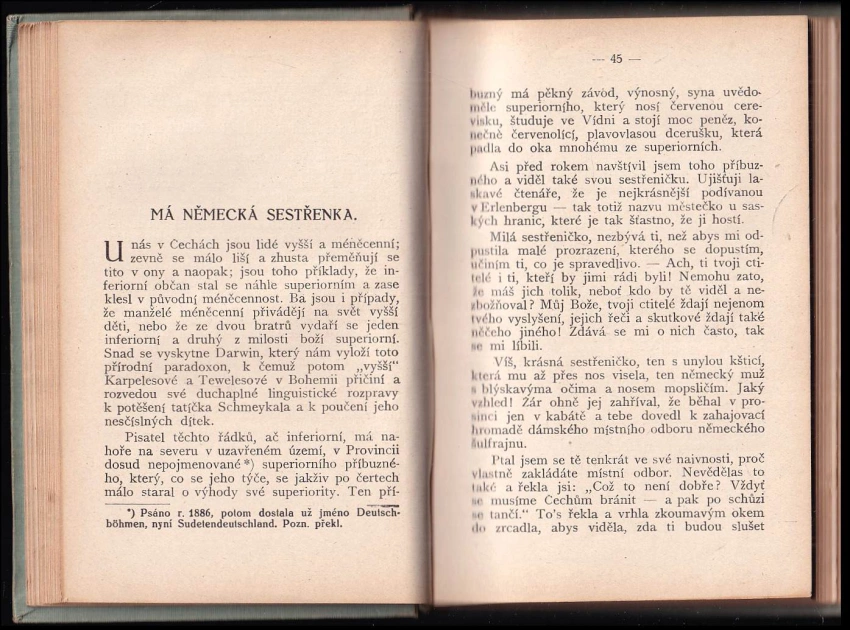 MÁ NĚMECKÁ SESTŘENKA.
U nás v Čechách jsou lidé vyšší a méněcenní;
zevně se málo liší a zhusta přeměňují se
tito v ony a naopak; jsou toho příklady, že in-
feriorní občan stal se náhle superiorním a zase
klesl v původní méněcennost. Ba jsou i případy,
že manželé méněcenní přivádějí na svět vyšší
děti, nebo že ze dvou bratrů vydaří se jeden
inferiorní a druhý z milosti boží superiorní.
Snad se vyskytne Darwin, který nám vyloží toto
přírodní paradoxon, k čemuž potom „vyšší“
Karpelesové a Tewelesové v Bohemii přičiní a
rozvedou své duchaplné linguistické rozpravy
k potěšení tatíčka Schmeykala a k poučení jeho
nesčíslných dítek.
Pisatel těchto řádků, ač inferiorní, má na-
hoře na severu v uzavřeném území, v Provincii
dosud nepojmenované*) superiorního příbuzné-
ho, který, co se jeho týče, se jakživ po čertech
málo staral o výhody své superiority. Ten pří-
*) Psáno r. 1886, potom dostala už jméno Deutsch-
böhmen, nyní Sudetendeutschland. Pozn. překl.
— 45 —
buzný má pěkný závod, výnosný, syna uvědo-
měle superiorního, který nosí červenou cere-
visku, študuje ve Vídni a stojí moc peněz, ko-
nečně červenolící, plavovlasou dcerušku, která
padla do oka mnohému ze superiorních.
Asi před rokem navštívil jsem toho příbuz-
ného a viděl také svou sestřeničku. Ujišťuji la-
skavé čtenáře, že je nejkrásnější podívanou
v Erlenbergu — tak totiž nazvu městečko u sas-
kých hranic, které je tak šťastno, že ji hostí.
Milá sestřeničko, nezbývá ti, než abys mi od-
pustila malé prozrazení, kterého se dopustím,
učiním ti, co je spravedlivo. — Ach, ti tvoji cti-
telé i ti, kteří by jimi rádi byli! Nemohu zato,
že máš jich tolik, neboť kdo by tě viděl a ne-
zbožňoval? Můj Bože, tvoji ctitelé ždají nejenom
tvého vyslyšení, jejich řeči a skutkové ždají také
něčeho jiného! Zdává se mi o nich často, tak
se mi líbili.
Víš, krásná sestřeničko, ten s unylou kšticí,
která mu až přes nos visela, ten německý muž
s blýskavýma očima a nosem mopsličím. Jaký
vzhled! Žár ohně jej zahříval, že běhal v pro-
sinci jen v kabátě a tebe dovedl k zahajovací
hromadě dámského místního odboru německého
šulfrajnu.
Ptal jsem se tě tenkrát ve své naivnosti, proč
vlastně zakládáte místní odbor. Nevědělas to
také a řekla jsi: „Což to není dobře? Vždyť
se musíme Čechům bránit — a pak po schůzi
se tančí.“ To's řekla a vrhla zkoumavým okem
do zrcadla, abys viděla, zda ti budou slušet